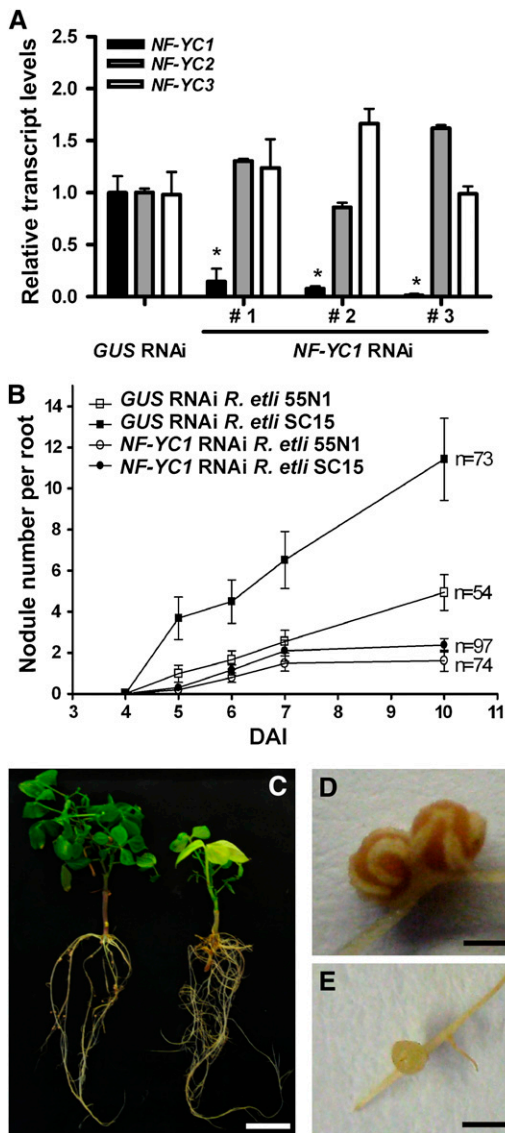 A
Relative transcript levels
2.5
2.0
1.5
1.0
0.5
0.0
NF-YC1
NF-YC2
NF-YC3
* * *
# 1 # 2 # 3
GUS RNAi NF-YC1 RNAi
B
Nodule number per root
14
12
10
8
6
4
2
0
GUS RNAi R. etli 55N1
GUS RNAi R. etli SC15
NF-YC1 RNAi R. etli 55N1
NF-YC1 RNAi R. etli SC15
n=73
n=54
n=97
n=74
3 4 5 6 7 8 9 10 11
DAI
C
D
E